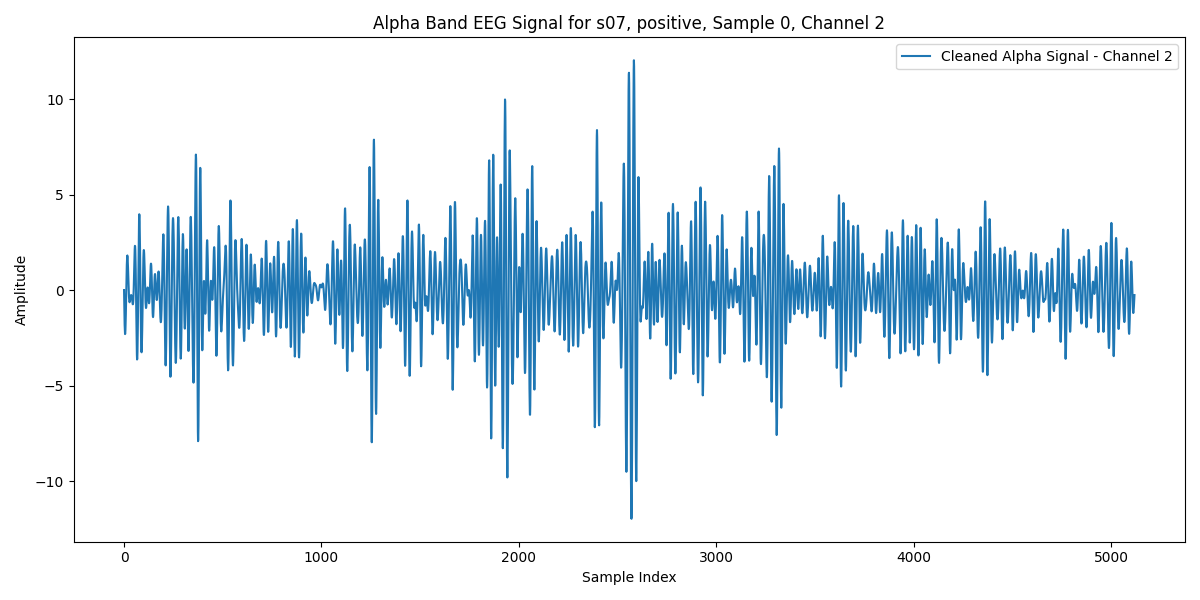 Alpha Band EEG Signal for s07, positive, Sample 0, Channel 2
Cleaned Alpha Signal - Channel 2
Amplitude
10
5
0
−5
−10
0 1000 2000 3000 4000 5000
Sample Index